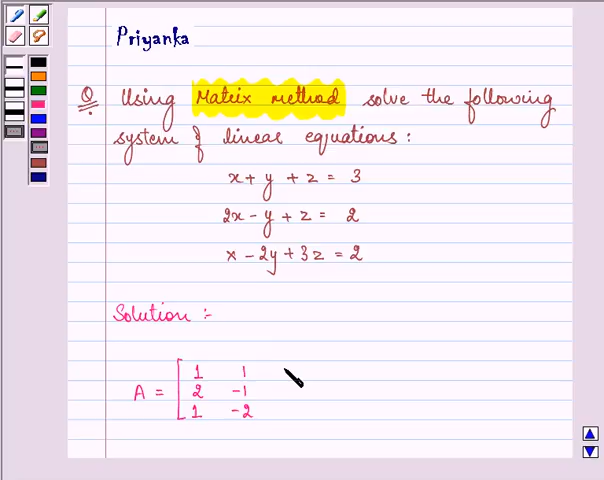 Priyanka
Q Using Matrix method solve the following
system of linear equations :
x + y + z = 3
2x - y + z = 2
x - 2y + 3z = 2
Solution :-
1 1
A = [ 2 -1
1 -2